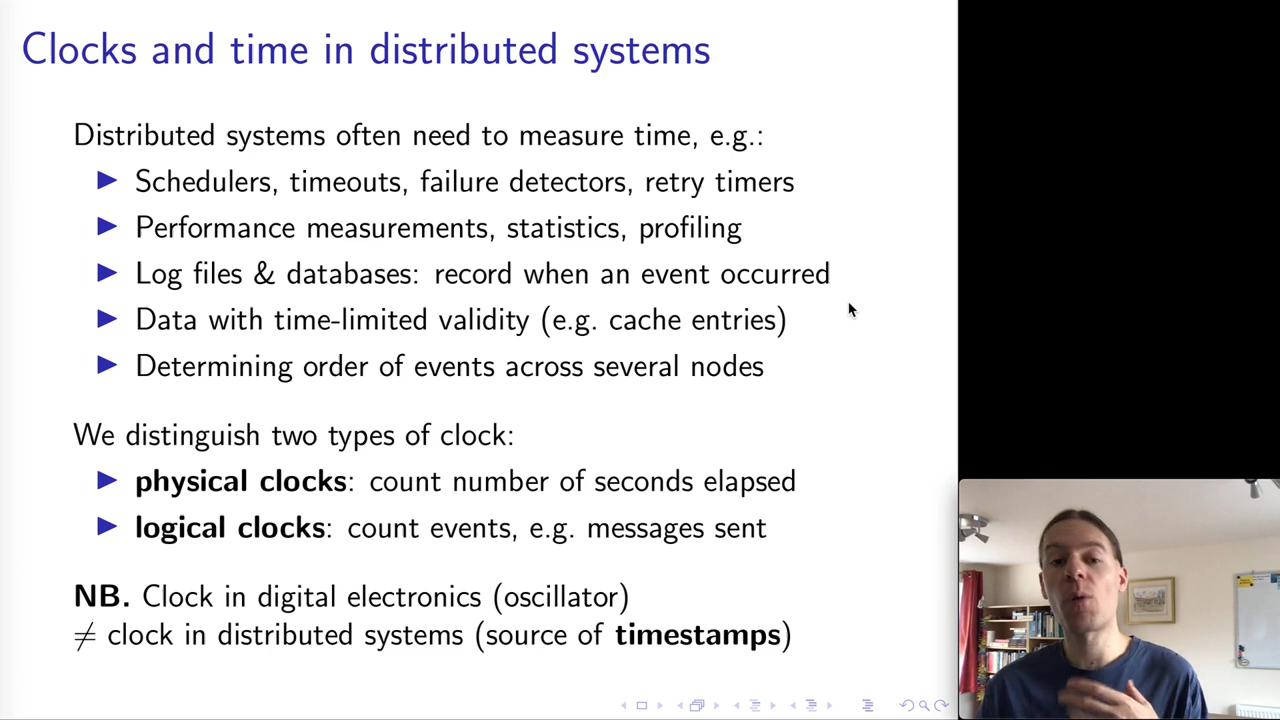 Clocks and time in distributed systems
Distributed systems often need to measure time, e.g.:
▶ Schedulers, timeouts, failure detectors, retry timers
▶ Performance measurements, statistics, profiling
▶ Log files & databases: record when an event occurred
▶ Data with time-limited validity (e.g. cache entries)
▶ Determining order of events across several nodes
We distinguish two types of clock:
▶ physical clocks: count number of seconds elapsed
▶ logical clocks: count events, e.g. messages sent
NB. Clock in digital electronics (oscillator)
≠ clock in distributed systems (source of timestamps)